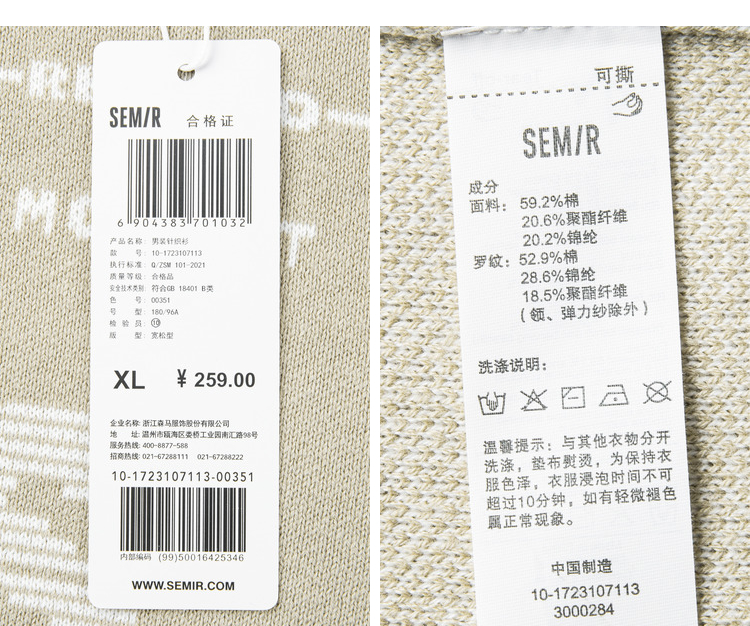 SEM/R 合格证
6 904383 701032
产品名称: 男装针织衫
款 号: 10-1723107113
执行标准: Q/ZSM 101-2021
质量等级: 合格品
安全技术类别: 符合GB 18401 B类
色 号: 00351
号 型: 180/96A
检 验 员: ⑩
版 型: 宽松型
XL ¥ 259.00
企业名称: 浙江森马服饰股份有限公司
地 址: 温州市瓯海区娄桥工业园南汇路98号
服务热线: 400-8877-588
招商热线: 021-67288111 021-67288222
10-1723107113-00351
内部编码 (99)50016425346
WWW.SEMIR.COM
可撕
SEM/R
成分
面料: 59.2%棉
20.6%聚酯纤维
20.2%锦纶
罗纹: 52.9%棉
28.6%锦纶
18.5%聚酯纤维
(领、弹力纱除外)
洗涤说明:
温馨提示: 与其他衣物分开
洗涤, 垫布熨烫, 为保持衣
服色泽, 衣服浸泡时间不可
超过10分钟, 如有轻微褪色
属正常现象。
中国制造
10-1723107113
3000284